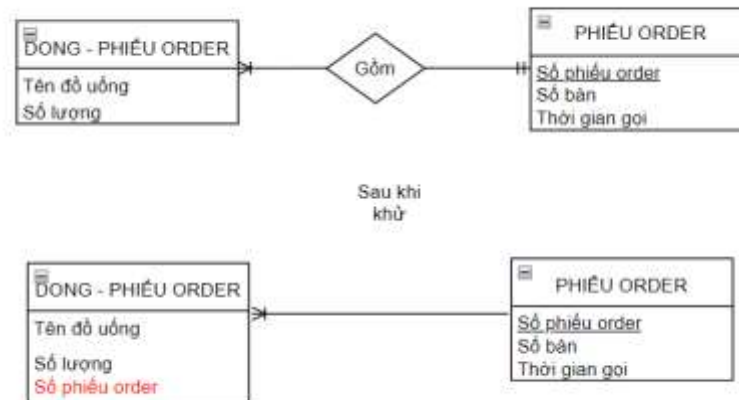 DONG - PHIẾU ORDER
Tên đồ uống
Số lượng
Gồm
PHIẾU ORDER
Số phiếu order
Số bàn
Thời gian gọi
Sau khi
khử
DONG - PHIẾU ORDER
Tên đồ uống
Số lượng
Số phiếu order
PHIẾU ORDER
Số phiếu order
Số bàn
Thời gian gọi